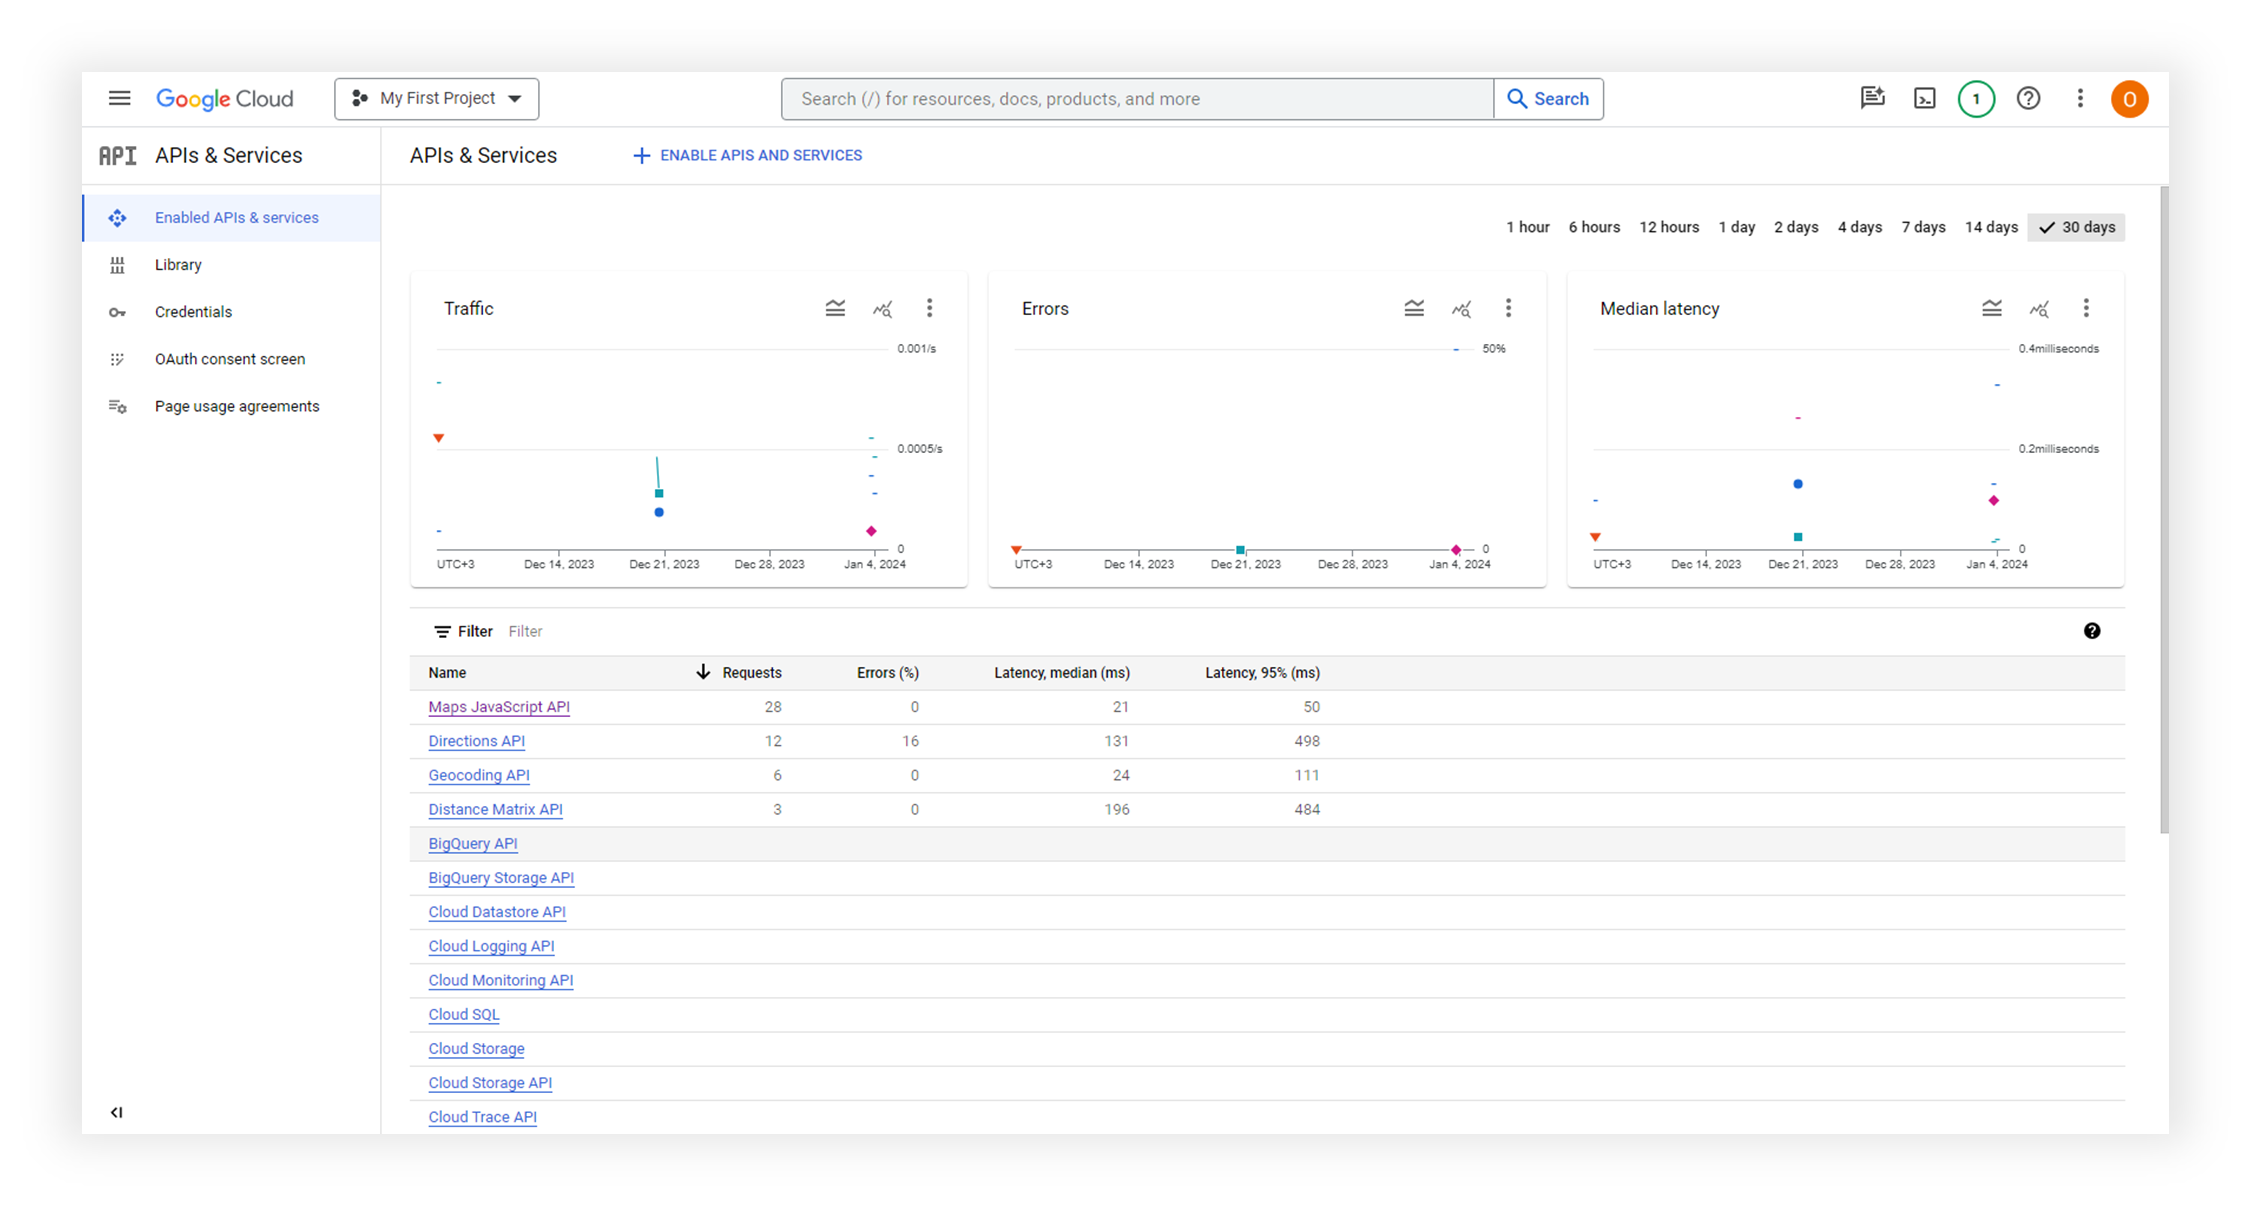 Google Cloud
My First Project
Search (/) for resources, docs, products, and more
Search
1
O
API APIs & Services
APIs & Services
ENABLE APIS AND SERVICES
Enabled APIs & services
Library
Credentials
OAuth consent screen
Page usage agreements
1 hour 6 hours 12 hours 1 day 2 days 4 days 7 days 14 days 30 days
Traffic
0.001/s
0.0005/s
0
UTC+3 Dec 14, 2023 Dec 21, 2023 Dec 28, 2023 Jan 4, 2024
Errors
50%
0
UTC+3 Dec 14, 2023 Dec 21, 2023 Dec 28, 2023 Jan 4, 2024
Median latency
0.4milliseconds
0.2milliseconds
0
UTC+3 Dec 14, 2023 Dec 21, 2023 Dec 28, 2023 Jan 4, 2024
Filter Filter
Name Requests Errors (%) Latency, median (ms) Latency, 95% (ms)
Maps JavaScript API 28 0 21 50
Directions API 12 16 131 498
Geocoding API 6 0 24 111
Distance Matrix API 3 0 196 484
BigQuery API
BigQuery Storage API
Cloud Datastore API
Cloud Logging API
Cloud Monitoring API
Cloud SQL
Cloud Storage
Cloud Storage API
Cloud Trace API